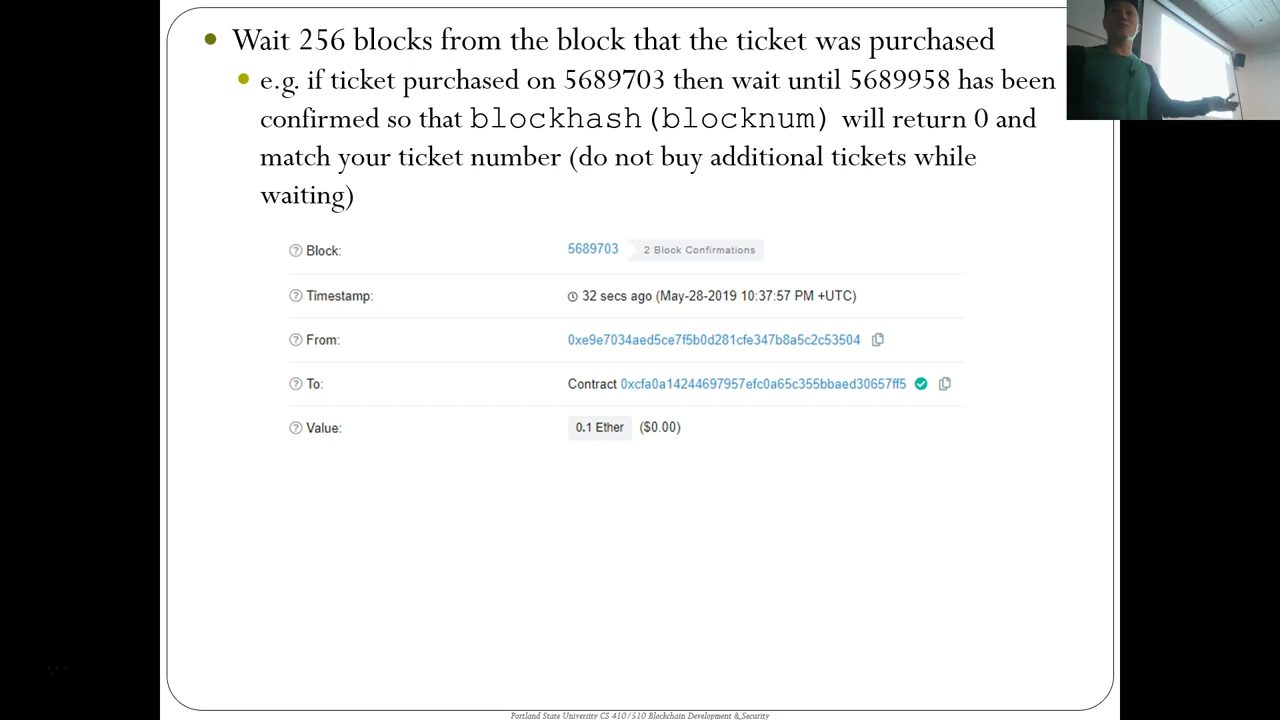 Wait 256 blocks from the block that the ticket was purchased
e.g. if ticket purchased on 5689703 then wait until 5689958 has been
confirmed so that blockhash(blocknum) will return 0 and
match your ticket number (do not buy additional tickets while
waiting)
Block: 5689703 2 Block Confirmations
Timestamp: 32 secs ago (May-28-2019 10:37:57 PM +UTC)
From: 0xe9e7034aed5ce7f5b0d281cfe347b8a5c2c53504
To: Contract 0xcfa0a14244697957efc0a65c355bbaed30657ff5
Value: 0.1 Ether ($0.00)
Portland State University CS 410/510 Blockchain Development & Security